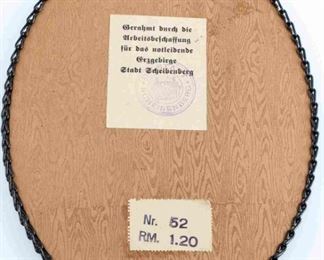 Gerahmt durch die
Arbeitsbeschaffung
für das notleidende
Erzgebirge
Stadt Scheibenberg
Nr. 52
RM. 1.20